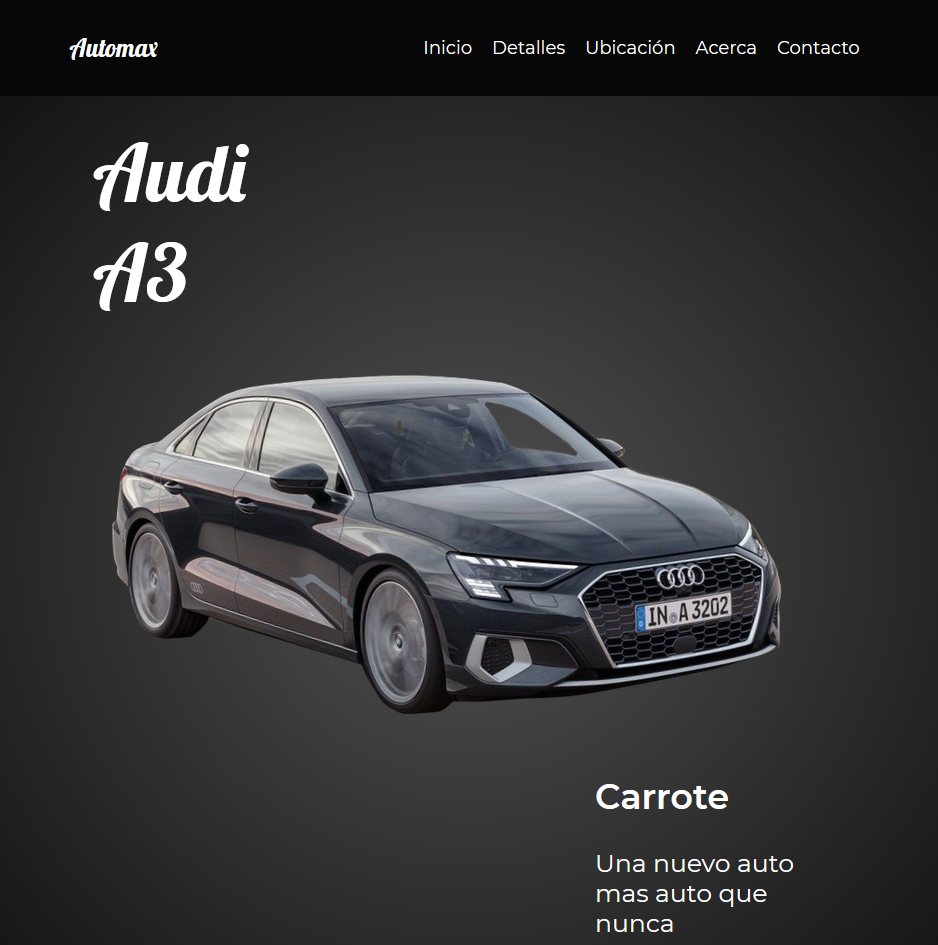 Automax
Inicio Detalles Ubicación Acerca Contacto
Audi
A3
IN A 3202
Carrote
Una nuevo auto
mas auto que
nunca